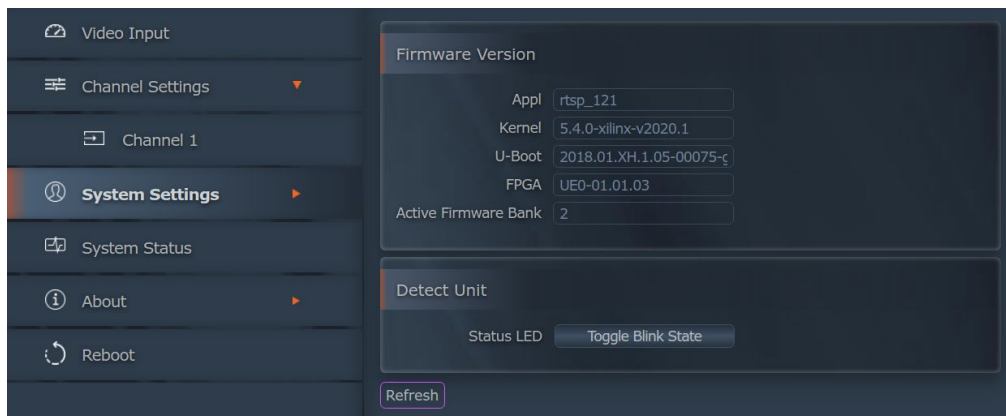 Video Input
Channel Settings
Channel 1
System Settings
System Status
About
Reboot
Firmware Version
Appl rtsp_121
Kernel 5.4.0-xilinx-v2020.1
U-Boot 2018.01.XH.1.05-00075-g
FPGA UE0-01.01.03
Active Firmware Bank 2
Detect Unit
Status LED Toggle Blink State
Refresh